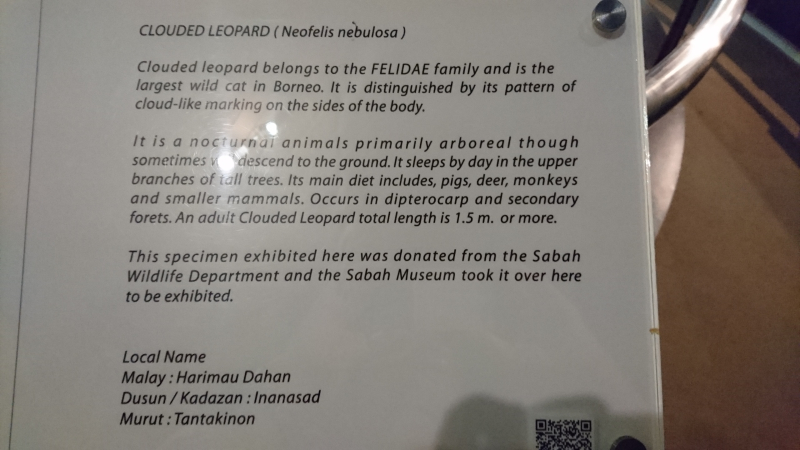 CLOUDED LEOPARD ( Neofelis nebulosa )
Clouded leopard belongs to the FELIDAE family and is the
largest wild cat in Borneo. It is distinguished by its pattern of
cloud-like marking on the sides of the body.
It is a nocturnal animals primarily arboreal though
sometimes descend to the ground. It sleeps by day in the upper
branches of tall trees. Its main diet includes, pigs, deer, monkeys
and smaller mammals. Occurs in dipterocarp and secondary
forets. An adult Clouded Leopard total length is 1.5 m. or more.
This specimen exhibited here was donated from the Sabah
Wildlife Department and the Sabah Museum took it over here
to be exhibited.
Local Name
Malay : Harimau Dahan
Dusun / Kadazan : Inanasad
Murut : Tantakinon